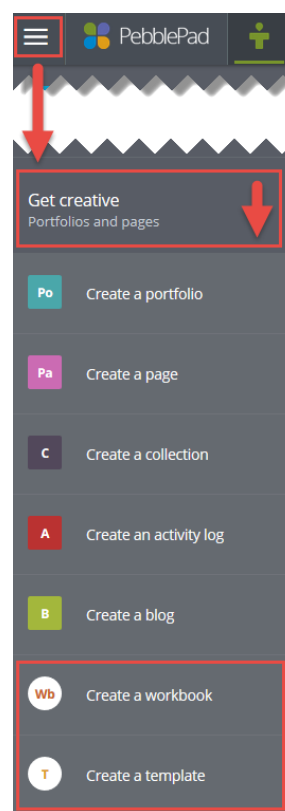 PebblePad
Get creative
Portfolios and pages
Po Create a portfolio
Pa Create a page
C Create a collection
A Create an activity log
B Create a blog
Wb Create a workbook
T Create a template